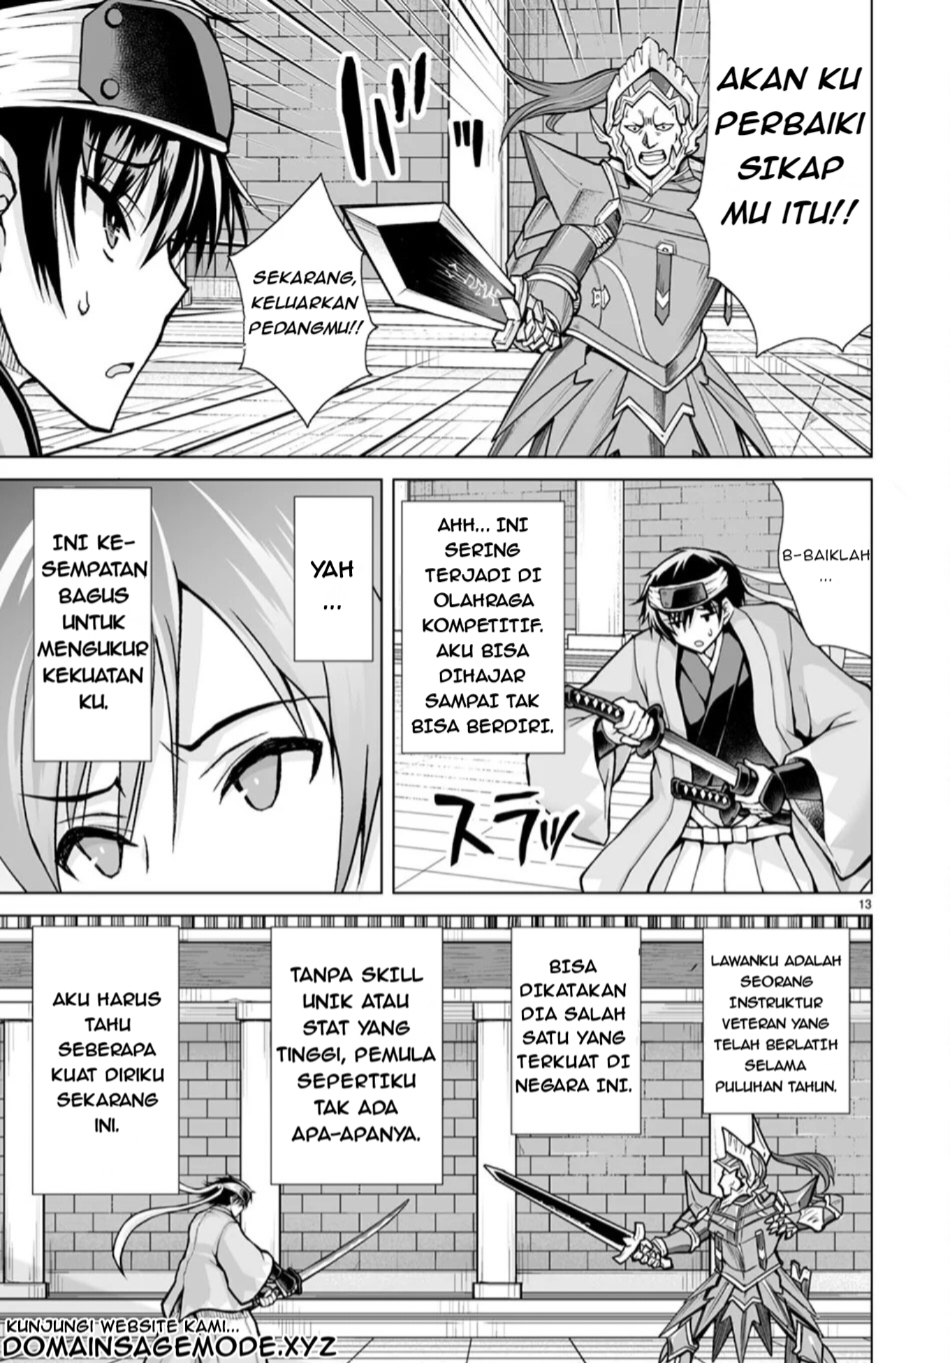 AKAN KU
PERBAIKI
SIKAP
MU ITU!!
SEKARANG,
KELUARKAN
PEDANGMU!!
B-BAIKLAH
...
AHH... INI
SERING
TERJADI DI
OLAHRAGA
KOMPETITIF.
AKU BISA
DIHAJAR
SAMPAI TAK
BISA BERDIRI.
スラッ
YAH
...
INI KE-
SEMPATAN
BAGUS
UNTUK
MENGUKUR
KEKUATAN
KU.
13
LAWANKU ADALAH
SEORANG
INSTRUKTUR
VETERAN YANG
TELAH BERLATIH
SELAMA
PULUHAN TAHUN.
BISA
DIKATAKAN
DIA SALAH
SATU YANG
TERKUAT DI
NEGARA INI.
TANPA SKILL
UNIK ATAU
STAT YANG
TINGGI, PEMULA
SEPERTIKU
TAK ADA
APA-APANYA.
AKU HARUS
TAHU
SEBERAPA
KUAT DIRIKU
SEKARANG
INI.
KUNJUNGI WEBSITE KAMI...
DOMAINSAGEMODE.XYZ